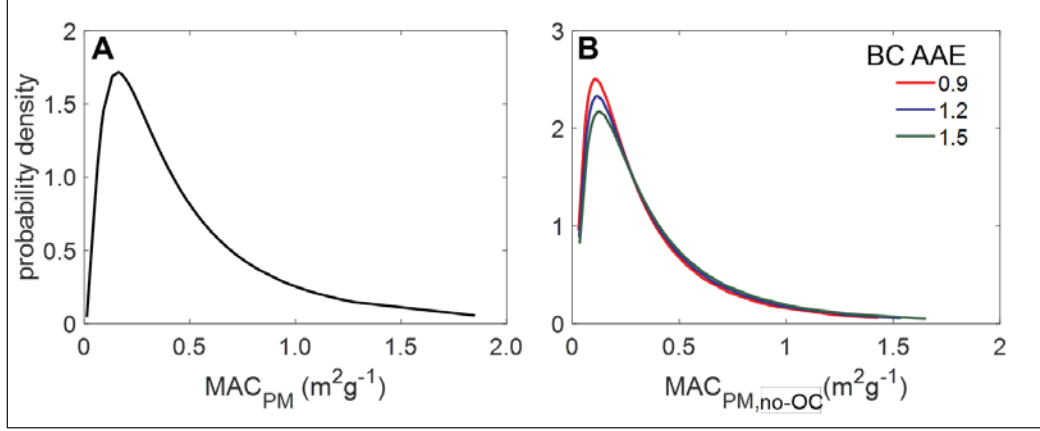 A
probability density
2
1.5
1.0
0.5
0
0 0.5 1.0 1.5 2.0
MAC_PM (m²g⁻¹)
B
BC AAE
0.9
1.2
1.5
3
2
1
0
0 0.5 1 1.5 2
MAC_PM,no-OC (m²g⁻¹)